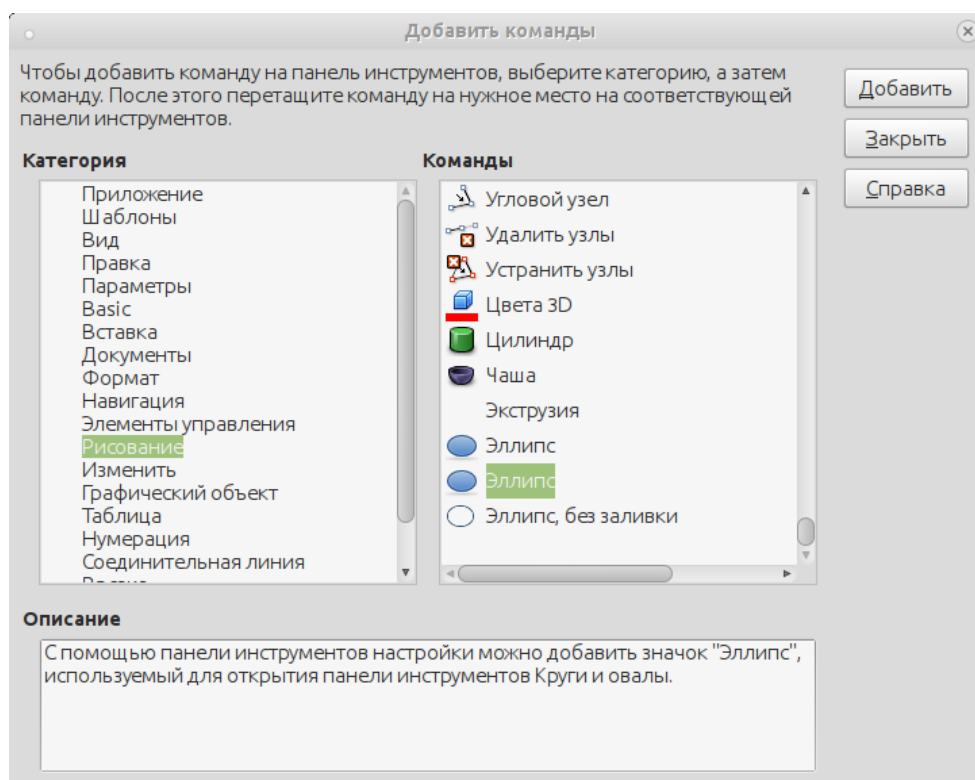 Добавить команды
Чтобы добавить команду на панель инструментов, выберите категорию, а затем
команду. После этого перетащите команду на нужное место на соответствующей
панели инструментов.
Добавить
Закрыть
Справка
Категория
Приложение
Шаблоны
Вид
Правка
Параметры
Basic
Вставка
Документы
Формат
Навигация
Элементы управления
Рисование
Изменить
Графический объект
Таблица
Нумерация
Соединительная линия
Команды
Угловой узел
Удалить узлы
Устранить узлы
Цвета 3D
Цилиндр
Чаша
Экструзия
Эллипс
Эллипс
Эллипс, без заливки
Описание
С помощью панели инструментов настройки можно добавить значок "Эллипс",
используемый для открытия панели инструментов Круги и овалы.